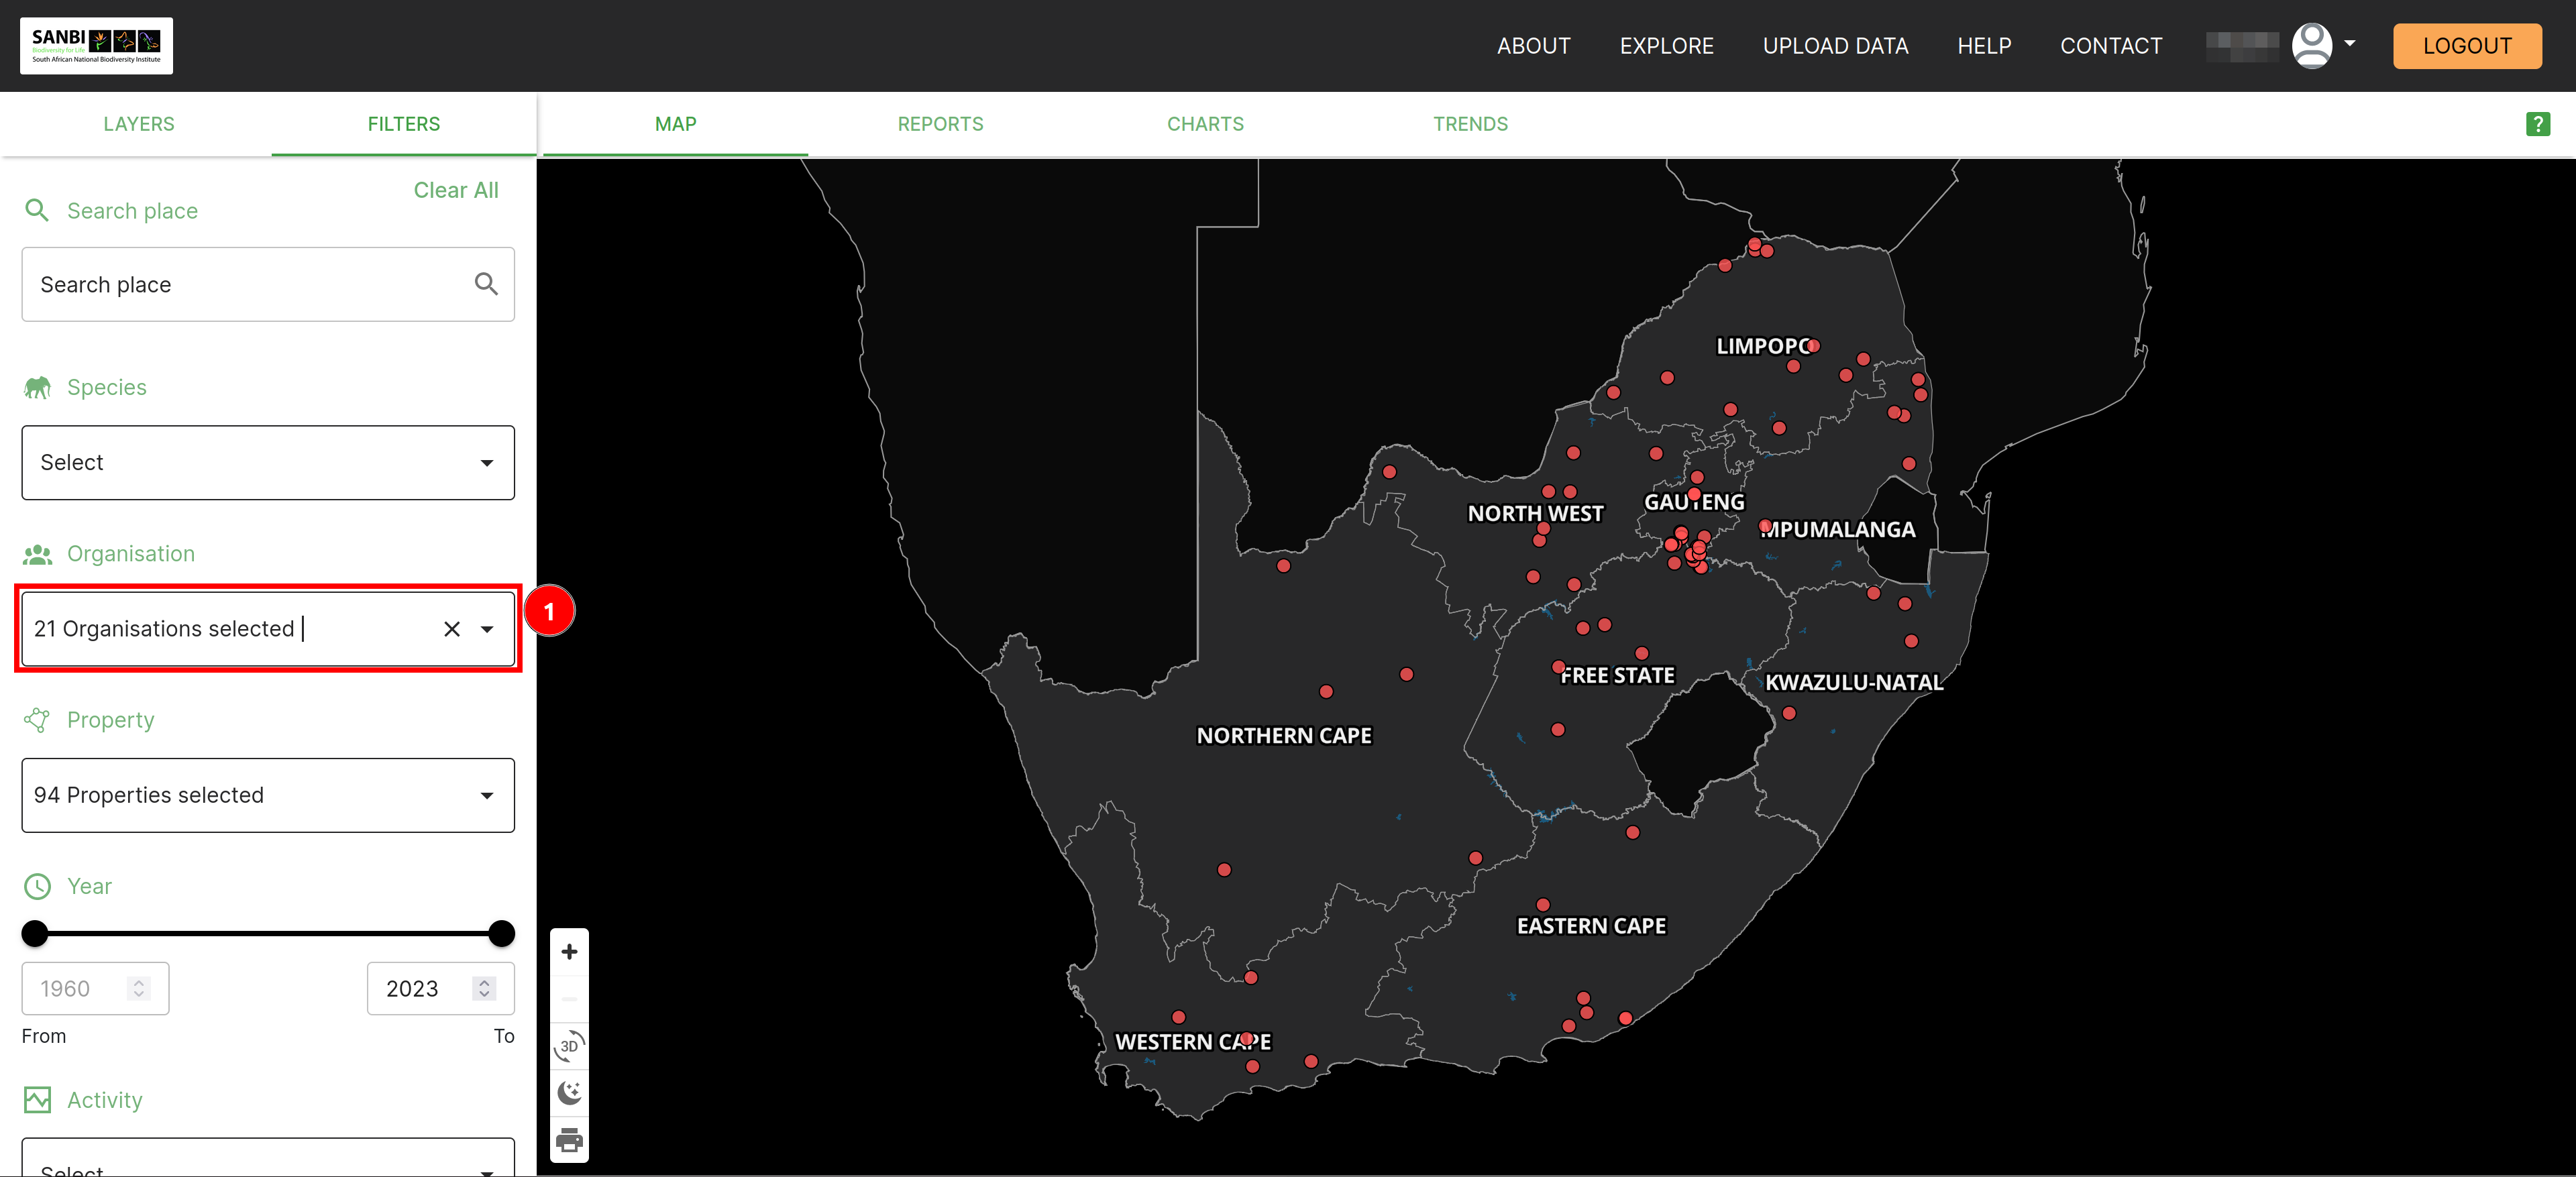 SANBI
Biodiversity for Life
South African National Biodiversity Institute
ABOUT
EXPLORE
UPLOAD DATA
HELP
CONTACT
LOGOUT
LAYERS
FILTERS
MAP
REPORTS
CHARTS
TRENDS
?
Clear All
Search place
Search place
Species
Select
Organisation
21 Organisations selected
1
Property
94 Properties selected
Year
1960
2023
From
To
Activity
Select
LIMPOPO
NORTH WEST
GAUTENG
MPUMALANGA
FREE STATE
KWAZULU-NATAL
NORTHERN CAPE
EASTERN CAPE
WESTERN CAPE
+
3D